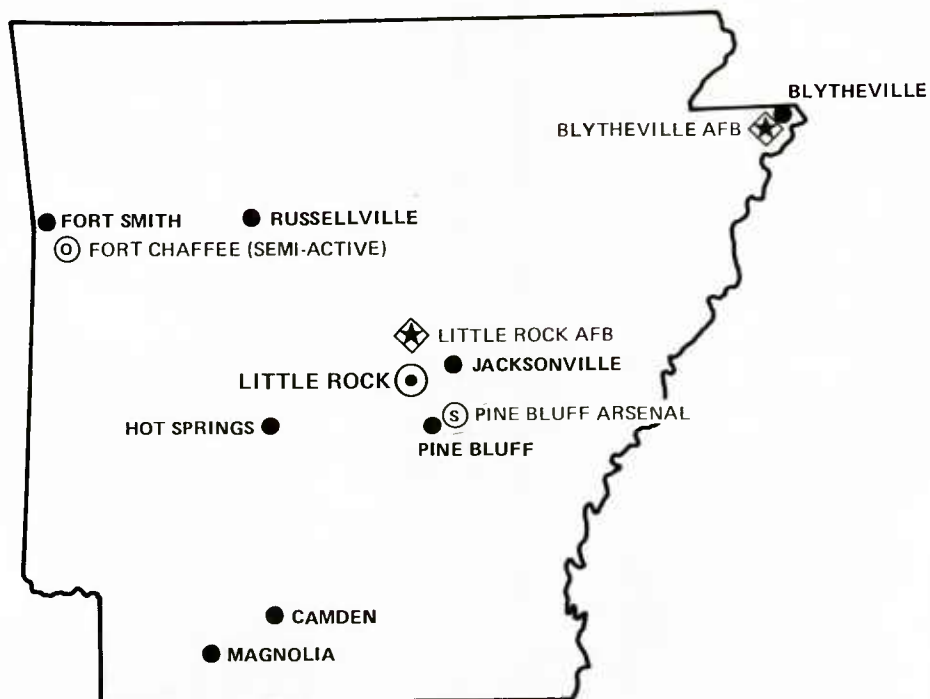 BLYTHEVILLE
BLYTHEVILLE AFB
FORT SMITH
RUSSELLVILLE
O FORT CHAFFEE (SEMI-ACTIVE)
LITTLE ROCK AFB
JACKSONVILLE
LITTLE ROCK
S PINE BLUFF ARSENAL
HOT SPRINGS
PINE BLUFF
CAMDEN
MAGNOLIA